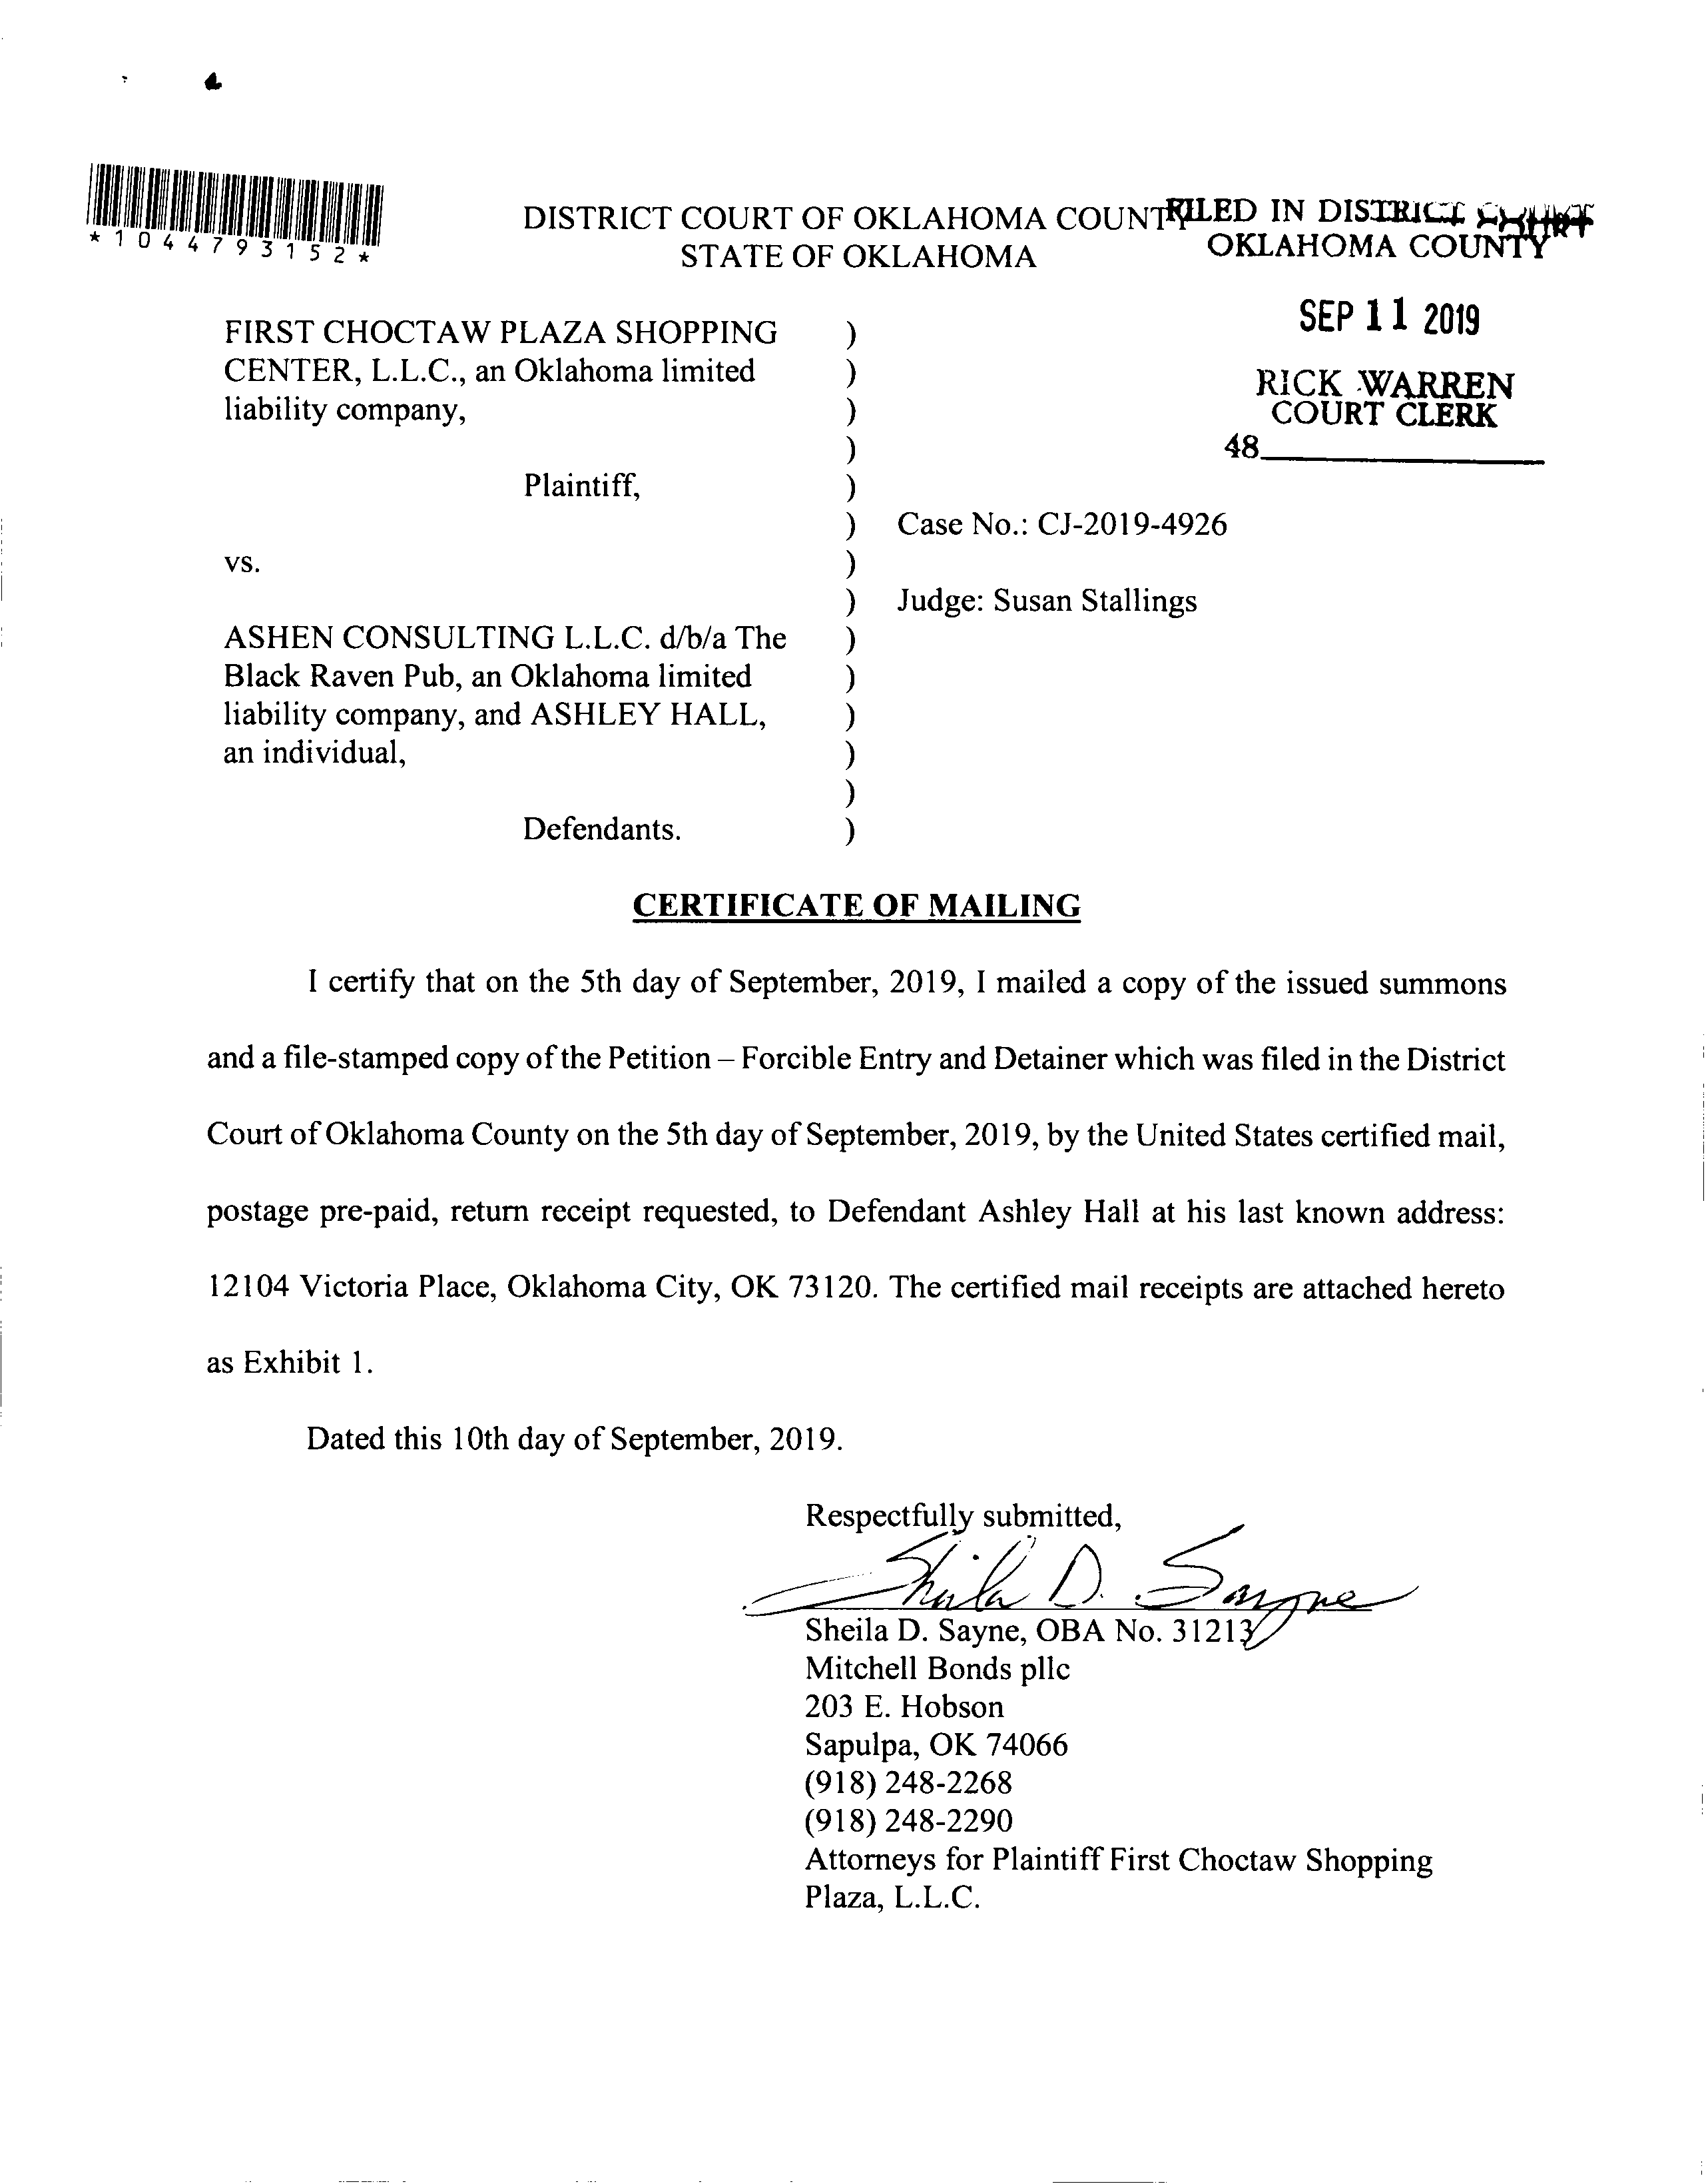 *1044793152*
DISTRICT COURT OF OKLAHOMA COUNTY
STATE OF OKLAHOMA
FILED IN DISTRICT COURT
OKLAHOMA COUNTY
SEP 11 2019
RICK WARREN
COURT CLERK
48
FIRST CHOCTAW PLAZA SHOPPING )
CENTER, L.L.C., an Oklahoma limited )
liability company, )
)
Plaintiff, )
) Case No.: CJ-2019-4926
vs. )
) Judge: Susan Stallings
ASHEN CONSULTING L.L.C. d/b/a The )
Black Raven Pub, an Oklahoma limited )
liability company, and ASHLEY HALL, )
an individual, )
)
Defendants. )
CERTIFICATE OF MAILING
I certify that on the 5th day of September, 2019, I mailed a copy of the issued summons
and a file-stamped copy of the Petition – Forcible Entry and Detainer which was filed in the District
Court of Oklahoma County on the 5th day of September, 2019, by the United States certified mail,
postage pre-paid, return receipt requested, to Defendant Ashley Hall at his last known address:
12104 Victoria Place, Oklahoma City, OK 73120. The certified mail receipts are attached hereto
as Exhibit 1.
Dated this 10th day of September, 2019.
Respectfully submitted,
Sheila D. Sayne
Sheila D. Sayne, OBA No. 31213
Mitchell Bonds pllc
203 E. Hobson
Sapulpa, OK 74066
(918) 248-2268
(918) 248-2290
Attorneys for Plaintiff First Choctaw Shopping
Plaza, L.L.C.